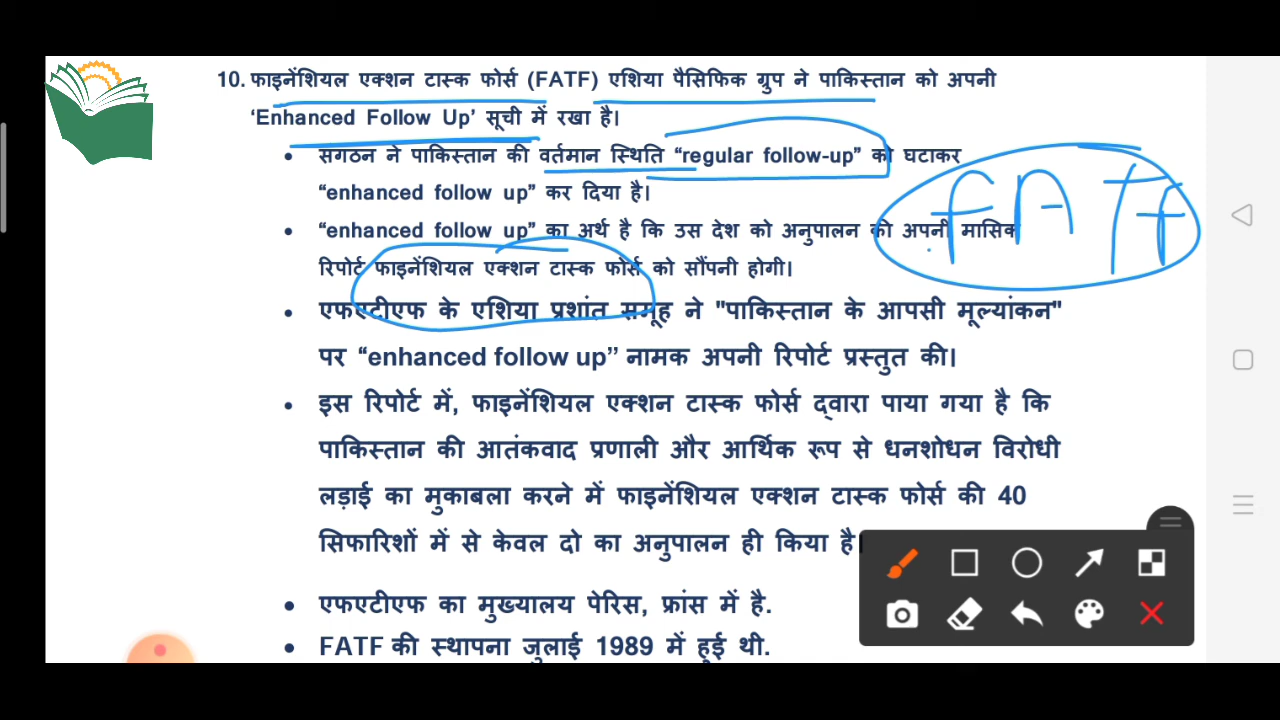 10. फाइनेंशियल एक्शन टास्क फोर्स (FATF) एशिया पैसिफिक ग्रुप ने पाकिस्तान को अपनी
‘Enhanced Follow Up’ सूची में रखा है।
• संगठन ने पाकिस्तान की वर्तमान स्थिति “regular follow-up” को घटाकर
“enhanced follow up” कर दिया है।
• “enhanced follow up” का अर्थ है कि उस देश को अनुपालन की अपनी मासिक
रिपोर्ट फाइनेंशियल एक्शन टास्क फोर्स को सौंपनी होगी।
FATF
• एफएटीएफ के एशिया प्रशांत समूह ने "पाकिस्तान के आपसी मूल्यांकन"
पर “enhanced follow up” नामक अपनी रिपोर्ट प्रस्तुत की।
• इस रिपोर्ट में, फाइनेंशियल एक्शन टास्क फोर्स द्वारा पाया गया है कि
पाकिस्तान की आतंकवाद प्रणाली और आर्थिक रूप से धनशोधन विरोधी
लड़ाई का मुकाबला करने में फाइनेंशियल एक्शन टास्क फोर्स की 40
सिफारिशों में से केवल दो का अनुपालन ही किया है।
• एफएटीएफ का मुख्यालय पेरिस, फ्रांस में है.
• FATF की स्थापना जुलाई 1989 में हुई थी.